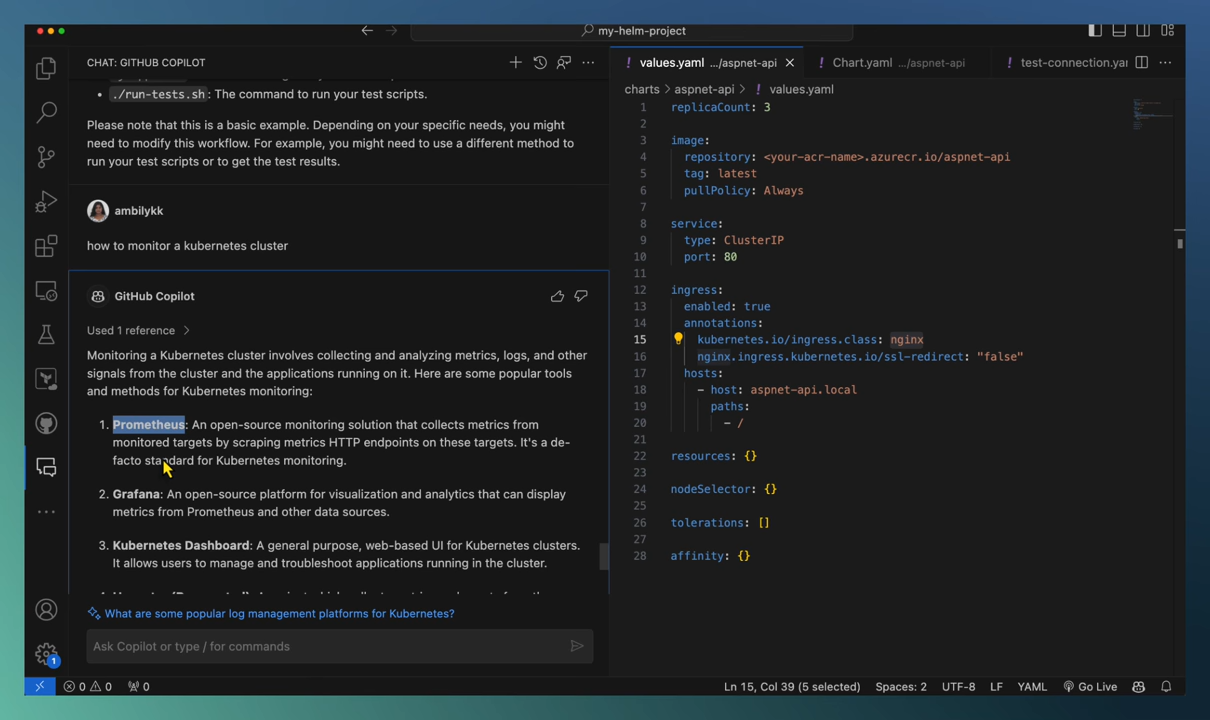 my-helm-project
CHAT: GITHUB COPILOT
./run-tests.sh: The command to run your test scripts.
Please note that this is a basic example. Depending on your specific needs, you might
need to modify this workflow. For example, you might need to use a different method to
run your test scripts or to get the test results.
ambilykk
how to monitor a kubernetes cluster
GitHub Copilot
Used 1 reference
Monitoring a Kubernetes cluster involves collecting and analyzing metrics, logs, and other
signals from the cluster and the applications running on it. Here are some popular tools
and methods for Kubernetes monitoring:
1. Prometheus: An open-source monitoring solution that collects metrics from
monitored targets by scraping metrics HTTP endpoints on these targets. It's a de-
facto standard for Kubernetes monitoring.
2. Grafana: An open-source platform for visualization and analytics that can display
metrics from Prometheus and other data sources.
3. Kubernetes Dashboard: A general purpose, web-based UI for Kubernetes clusters.
It allows users to manage and troubleshoot applications running in the cluster.
What are some popular log management platforms for Kubernetes?
Ask Copilot or type / for commands
values.yaml .../aspnet-api
Chart.yaml .../aspnet-api
test-connection.yar
charts > aspnet-api > values.yaml
1 replicaCount: 3
2
3 image:
4 repository: <your-acr-name>.azurecr.io/aspnet-api
5 tag: latest
6 pullPolicy: Always
7
8 service:
9 type: ClusterIP
10 port: 80
11
12 ingress:
13 enabled: true
14 annotations:
15 kubernetes.io/ingress.class: nginx
16 nginx.ingress.kubernetes.io/ssl-redirect: "false"
17 hosts:
18 - host: aspnet-api.local
19 paths:
20 - /
21
22 resources: {}
23
24 nodeSelector: {}
25
26 tolerations: []
27
28 affinity: {}
1
0 0 0
Ln 15, Col 39 (5 selected) Spaces: 2 UTF-8 LF YAML Go Live